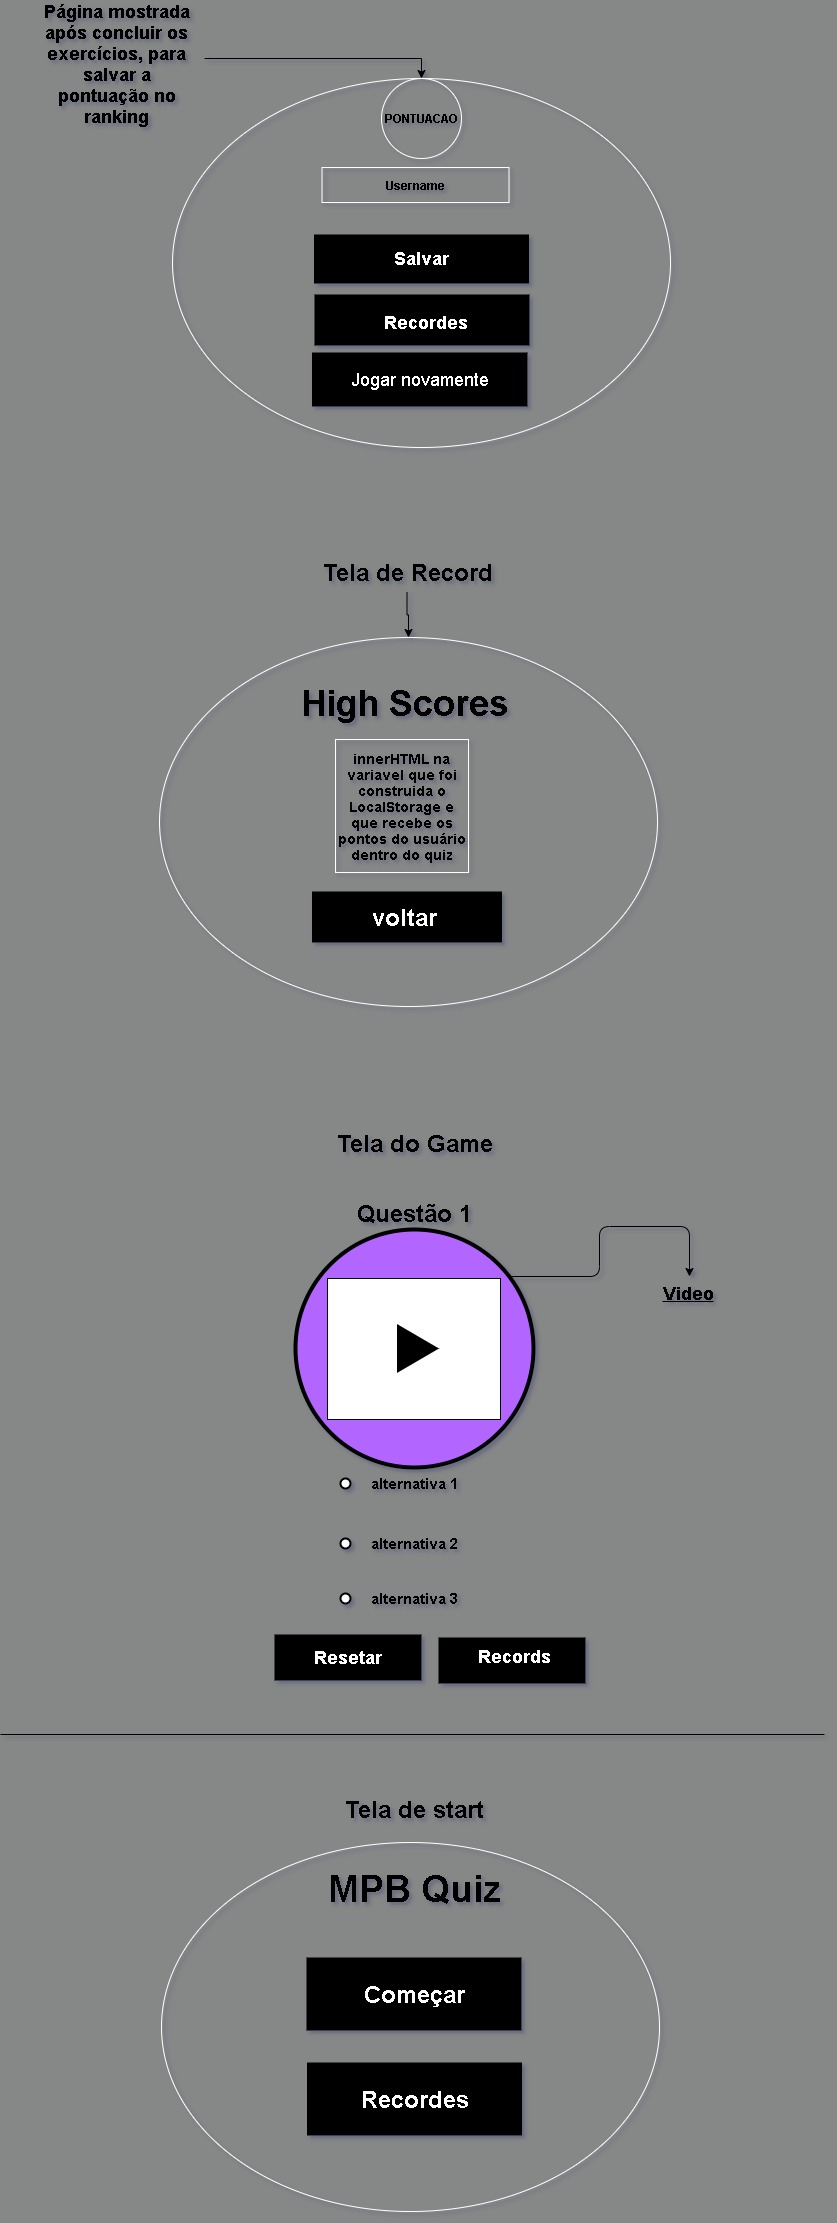 Página mostrada
após concluir os
exercícios, para
salvar a
pontuação no
ranking
PONTUACAO
Username
Salvar
Recordes
Jogar novamente
Tela de Record
High Scores
innerHTML na
variavel que foi
construida o
LocalStorage e
que recebe os
pontos do usuário
dentro do quiz
voltar
Tela do Game
Questão 1
Video
alternativa 1
alternativa 2
alternativa 3
Resetar
Records
Tela de start
MPB Quiz
Começar
Recordes